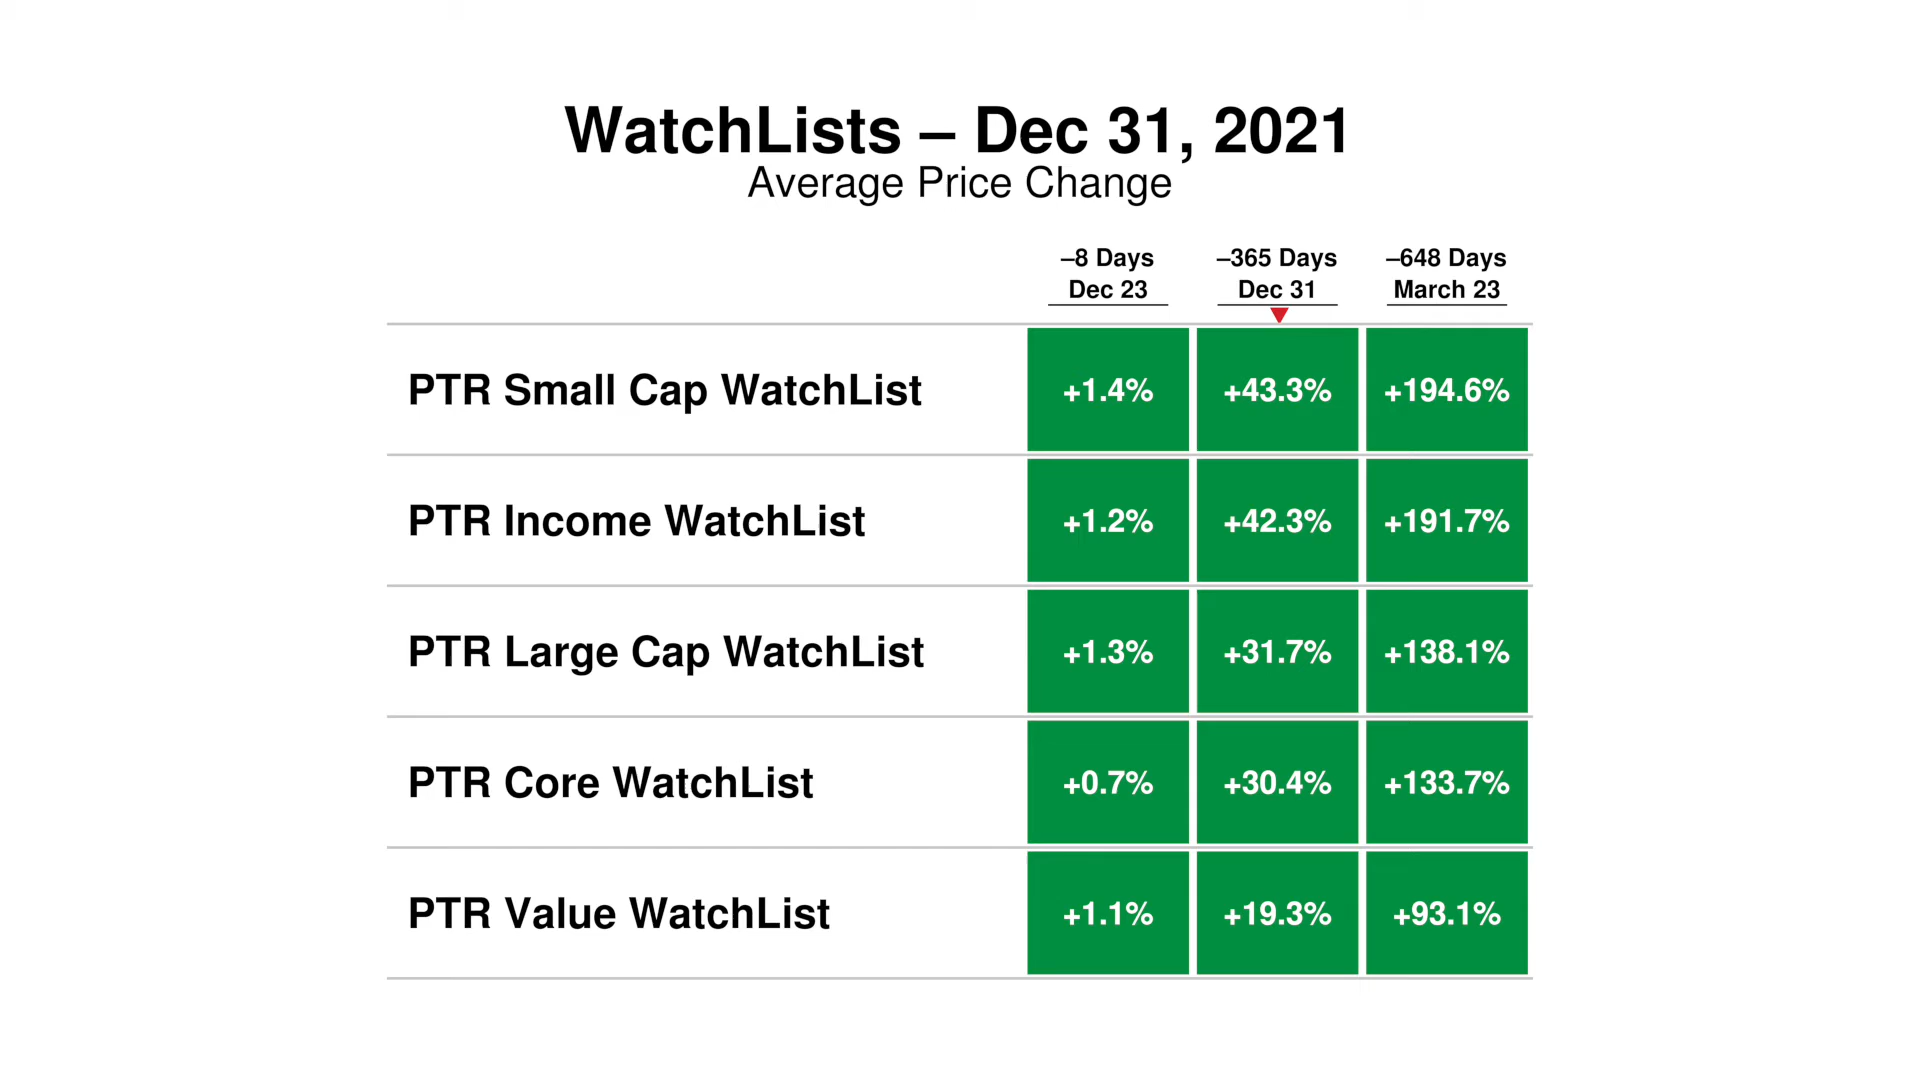 WatchLists – Dec 31, 2021
Average Price Change
–8 Days –365 Days –648 Days
Dec 23 Dec 31 March 23
PTR Small Cap WatchList +1.4% +43.3% +194.6%
PTR Income WatchList +1.2% +42.3% +191.7%
PTR Large Cap WatchList +1.3% +31.7% +138.1%
PTR Core WatchList +0.7% +30.4% +133.7%
PTR Value WatchList +1.1% +19.3% +93.1%